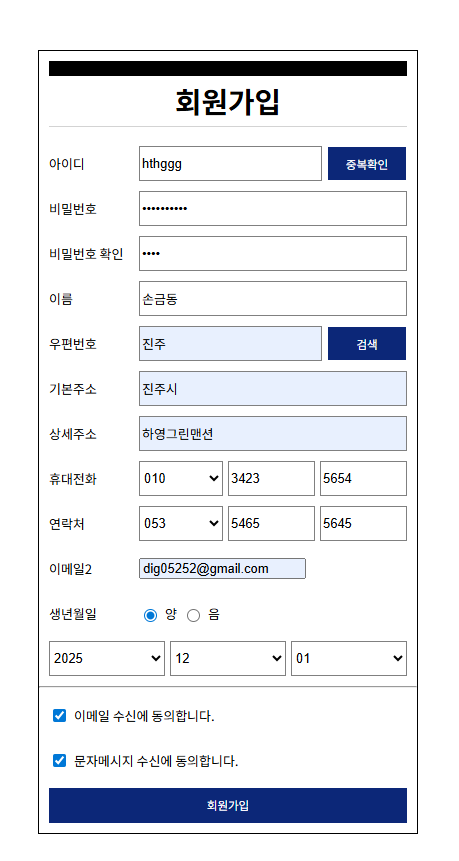 회원가입
아이디 hthggg 중복확인
비밀번호 ••••••••••
비밀번호 확인 ••••
이름 손금동
우편번호 진주 검색
기본주소 진주시
상세주소 하영그린맨션
휴대전화 010 3423 5654
연락처 053 5465 5645
이메일2 dig05252@gmail.com
생년월일 양 음
2025 12 01
이메일 수신에 동의합니다.
문자메시지 수신에 동의합니다.
회원가입